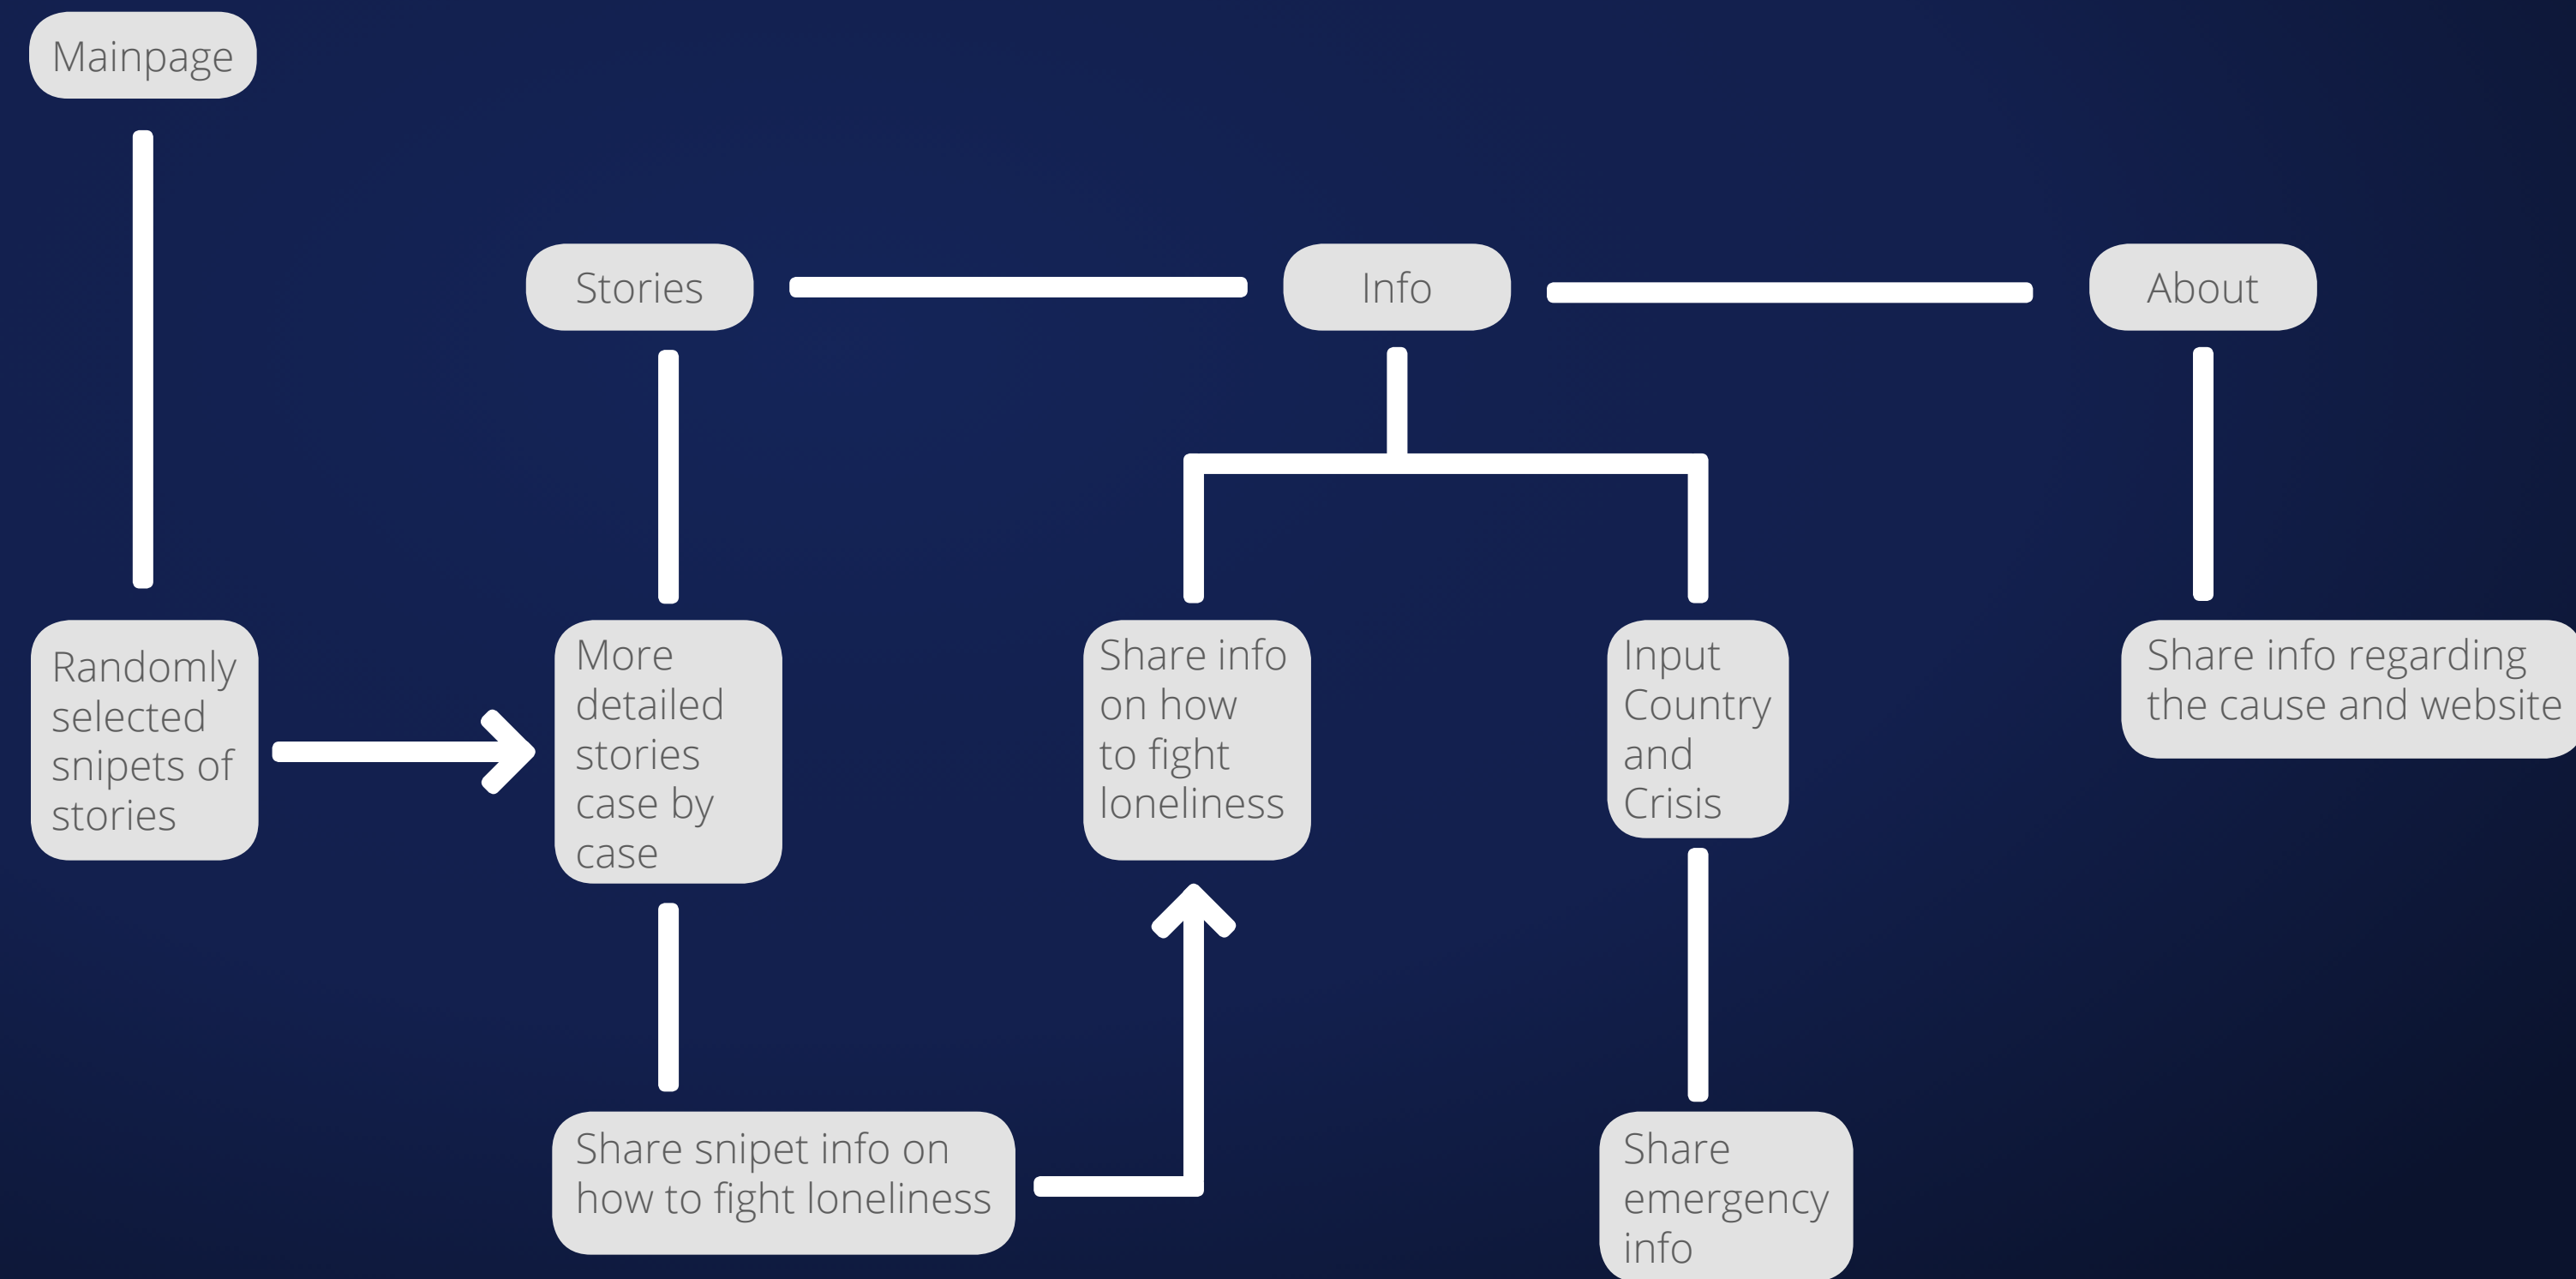 Mainpage
Stories
Info
About
Randomly
selected
snipets of
stories
More
detailed
stories
case by
case
Share info
on how
to fight
loneliness
Input
Country
and
Crisis
Share info regarding
the cause and website
Share snipet info on
how to fight loneliness
Share
emergency
info